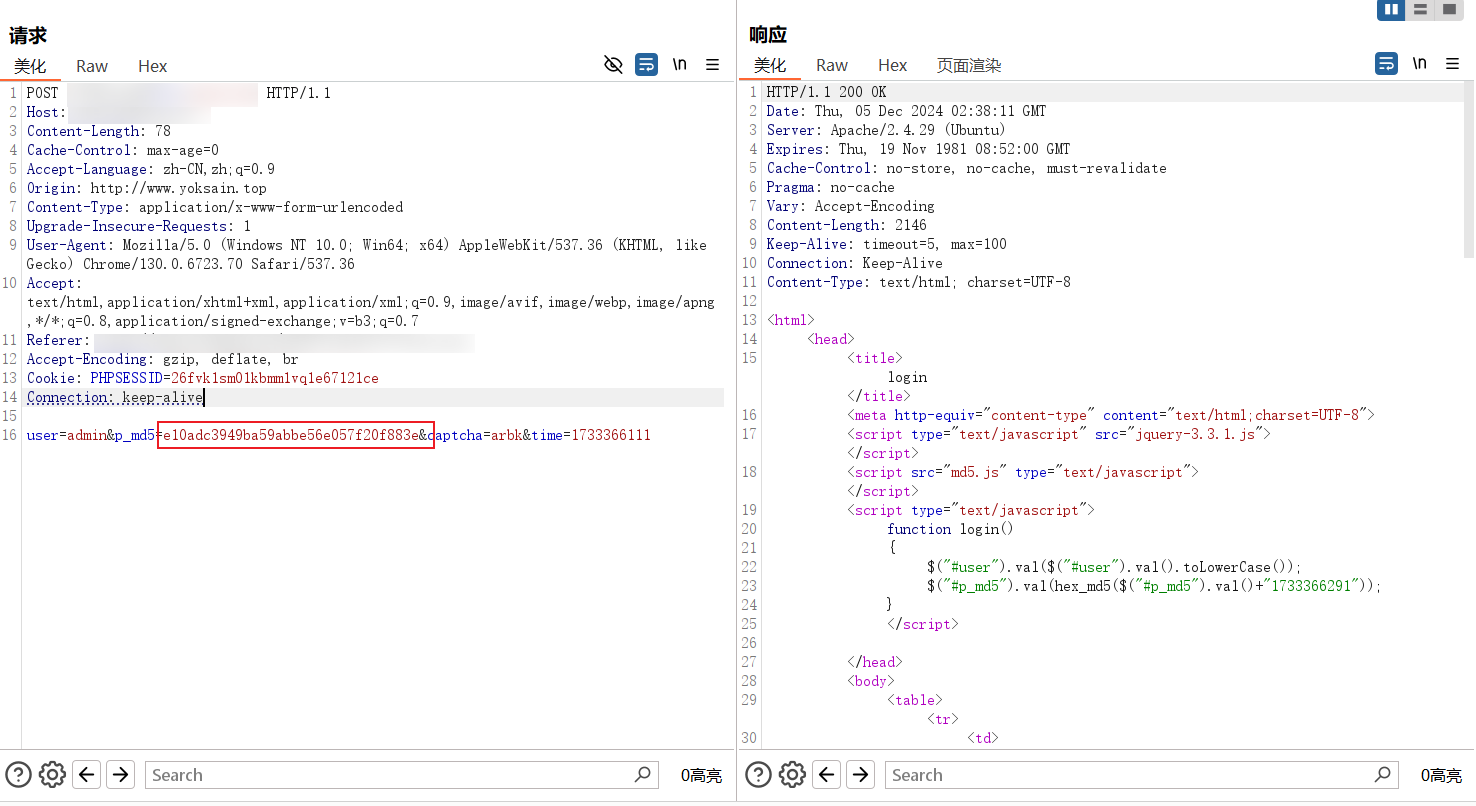 请求
美化 Raw Hex
\n
1 POST HTTP/1.1
2 Host:
3 Content-Length: 78
4 Cache-Control: max-age=0
5 Accept-Language: zh-CN,zh;q=0.9
6 Origin: http://www.yoksain.top
7 Content-Type: application/x-www-form-urlencoded
8 Upgrade-Insecure-Requests: 1
9 User-Agent: Mozilla/5.0 (Windows NT 10.0; Win64; x64) AppleWebKit/537.36 (KHTML, like
Gecko) Chrome/130.0.6723.70 Safari/537.36
10 Accept:
text/html,application/xhtml+xml,application/xml;q=0.9,image/avif,image/webp,image/apng
,*/*;q=0.8,application/signed-exchange;v=b3;q=0.7
11 Referer:
12 Accept-Encoding: gzip, deflate, br
13 Cookie: PHPSESSID=26fvk1sm01kbmm1vq1e67121ce
14 Connection: keep-alive
15
16 user=admin&p_md5=e10adc3949ba59abbe56e057f20f883e&captcha=arbk&time=1733366111
Search
0高亮
响应
美化 Raw Hex 页面渲染
\n
1 HTTP/1.1 200 OK
2 Date: Thu, 05 Dec 2024 02:38:11 GMT
3 Server: Apache/2.4.29 (Ubuntu)
4 Expires: Thu, 19 Nov 1981 08:52:00 GMT
5 Cache-Control: no-store, no-cache, must-revalidate
6 Pragma: no-cache
7 Vary: Accept-Encoding
8 Content-Length: 2146
9 Keep-Alive: timeout=5, max=100
10 Connection: Keep-Alive
11 Content-Type: text/html; charset=UTF-8
12
13 <html>
14 <head>
15 <title>
login
</title>
16 <meta http-equiv="content-type" content="text/html;charset=UTF-8">
17 <script type="text/javascript" src="jquery-3.3.1.js">
</script>
18 <script src="md5.js" type="text/javascript">
</script>
19 <script type="text/javascript">
20 function login()
21 {
22 $("#user").val($("#user").val().toLowerCase());
23 $("#p_md5").val(hex_md5($("#p_md5").val()+"1733366291"));
24 }
25 </script>
26
27 </head>
28 <body>
29 <table>
<tr>
30 <td>
Search
0高亮